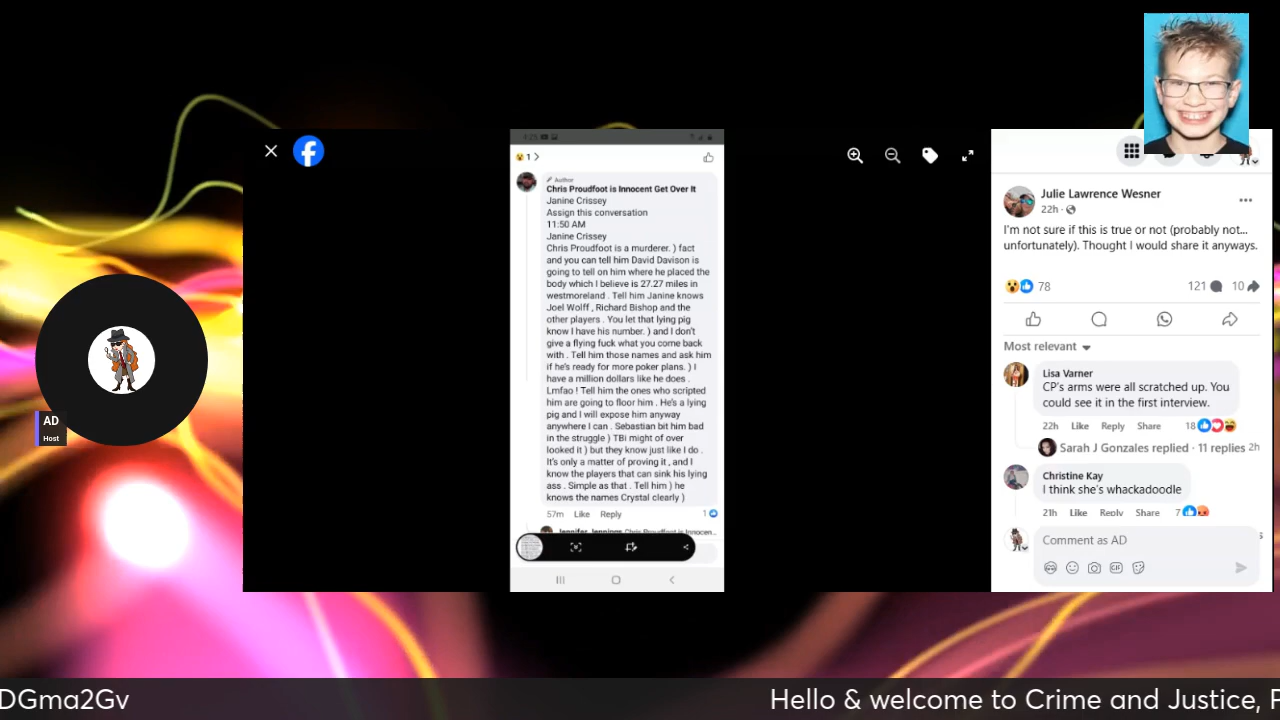 😮 1 >
Author
Chris Proudfoot is Innocent Get Over It
Janine Crissey
Assign this conversation
11:50 AM
Janine Crissey
Chris Proudfoot is a murderer. ) fact
and you can tell him David Davison is
going to tell on him where he placed the
body which I believe is 27.27 miles in
westmoreland . Tell him Janine knows
Joel Wolff , Richard Bishop and the
other players . You let that lying pig
know I have his number. ) and I don't
give a flying fuck what you come back
with . Tell him those names and ask him
if he's ready for more poker plans. ) I
have a million dollars like he does .
Lmfao ! Tell him the ones who scripted
him are going to floor him . He's a lying
pig and I will expose him anyway
anywhere I can . Sebastian bit him bad
in the struggle ) TBi might of over
looked it ) but they know just like I do .
It's only a matter of proving it , and I
know the players that can sink his lying
ass . Simple as that . Tell him ) he
knows the names Crystal clearly )
57m Like Reply 1
Jennifer Jennings Chris Proudfoot is Innocen...
Julie Lawrence Wesner
22h ·
I'm not sure if this is true or not (probably not...
unfortunately). Thought I would share it anyways.
78 121 10
Most relevant
Lisa Varner
CP's arms were all scratched up. You
could see it in the first interview.
22h Like Reply Share 18
Sarah J Gonzales replied · 11 replies 2h
Christine Kay
I think she's whackadoodle
21h Like Reply Share 7
Comment as AD
GIF
AD
Host
DGma2Gv
Hello & welcome to Crime and Justice,